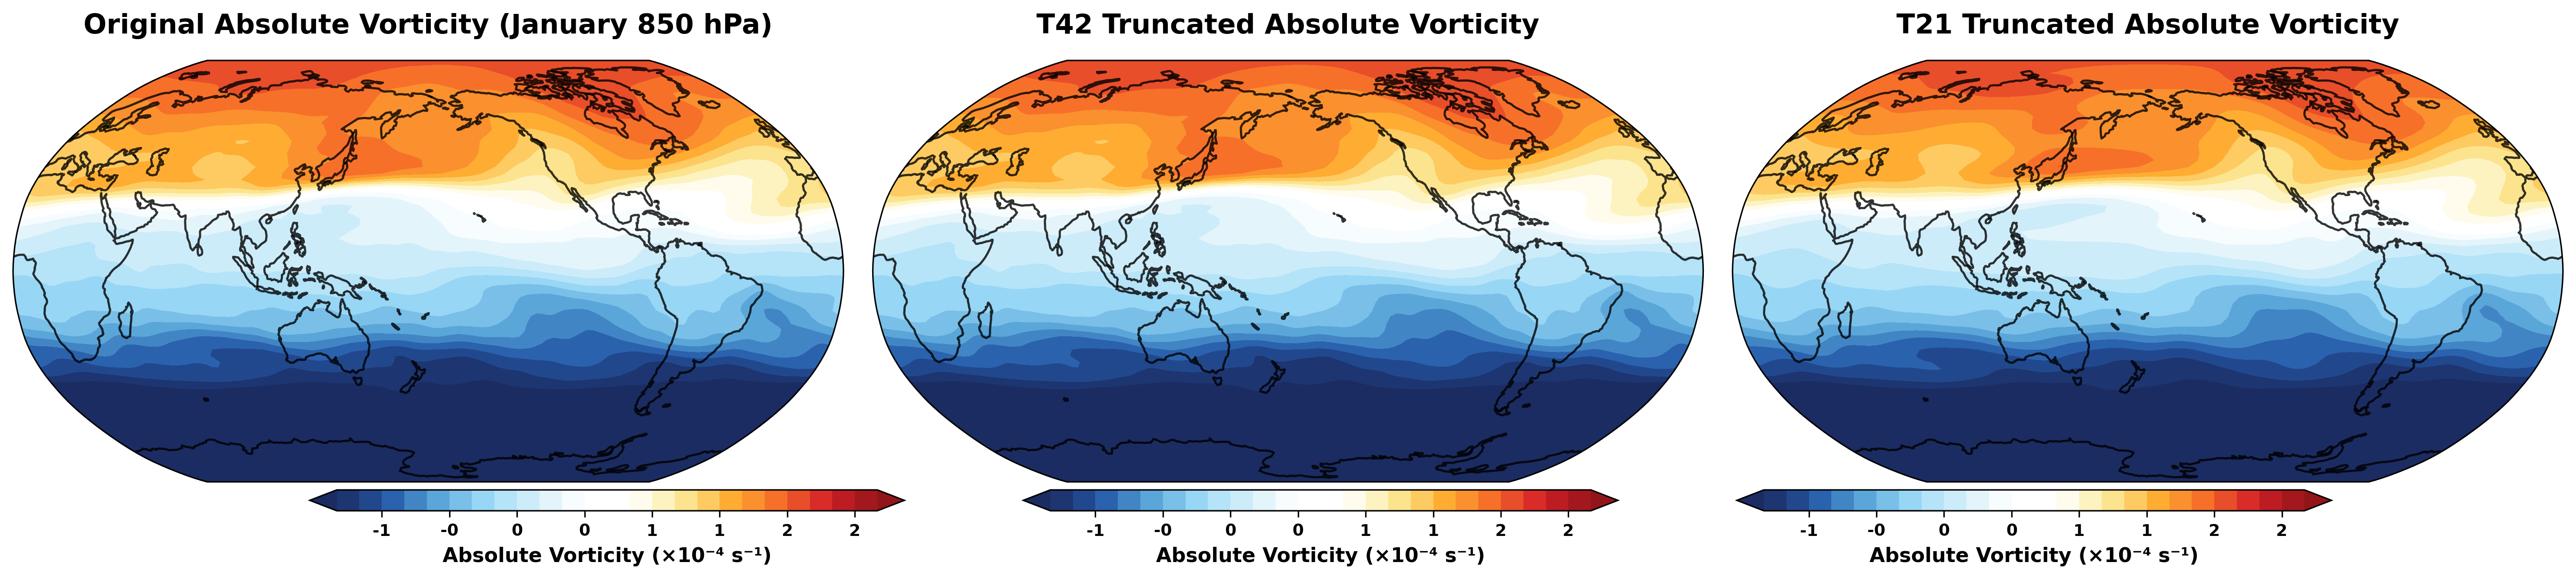 Original Absolute Vorticity (January 850 hPa)
T42 Truncated Absolute Vorticity
T21 Truncated Absolute Vorticity
-1 -0 0 0 1 1 2 2
Absolute Vorticity (×10⁻⁴ s⁻¹)
-1 -0 0 0 1 1 2 2
Absolute Vorticity (×10⁻⁴ s⁻¹)
-1 -0 0 0 1 1 2 2
Absolute Vorticity (×10⁻⁴ s⁻¹)